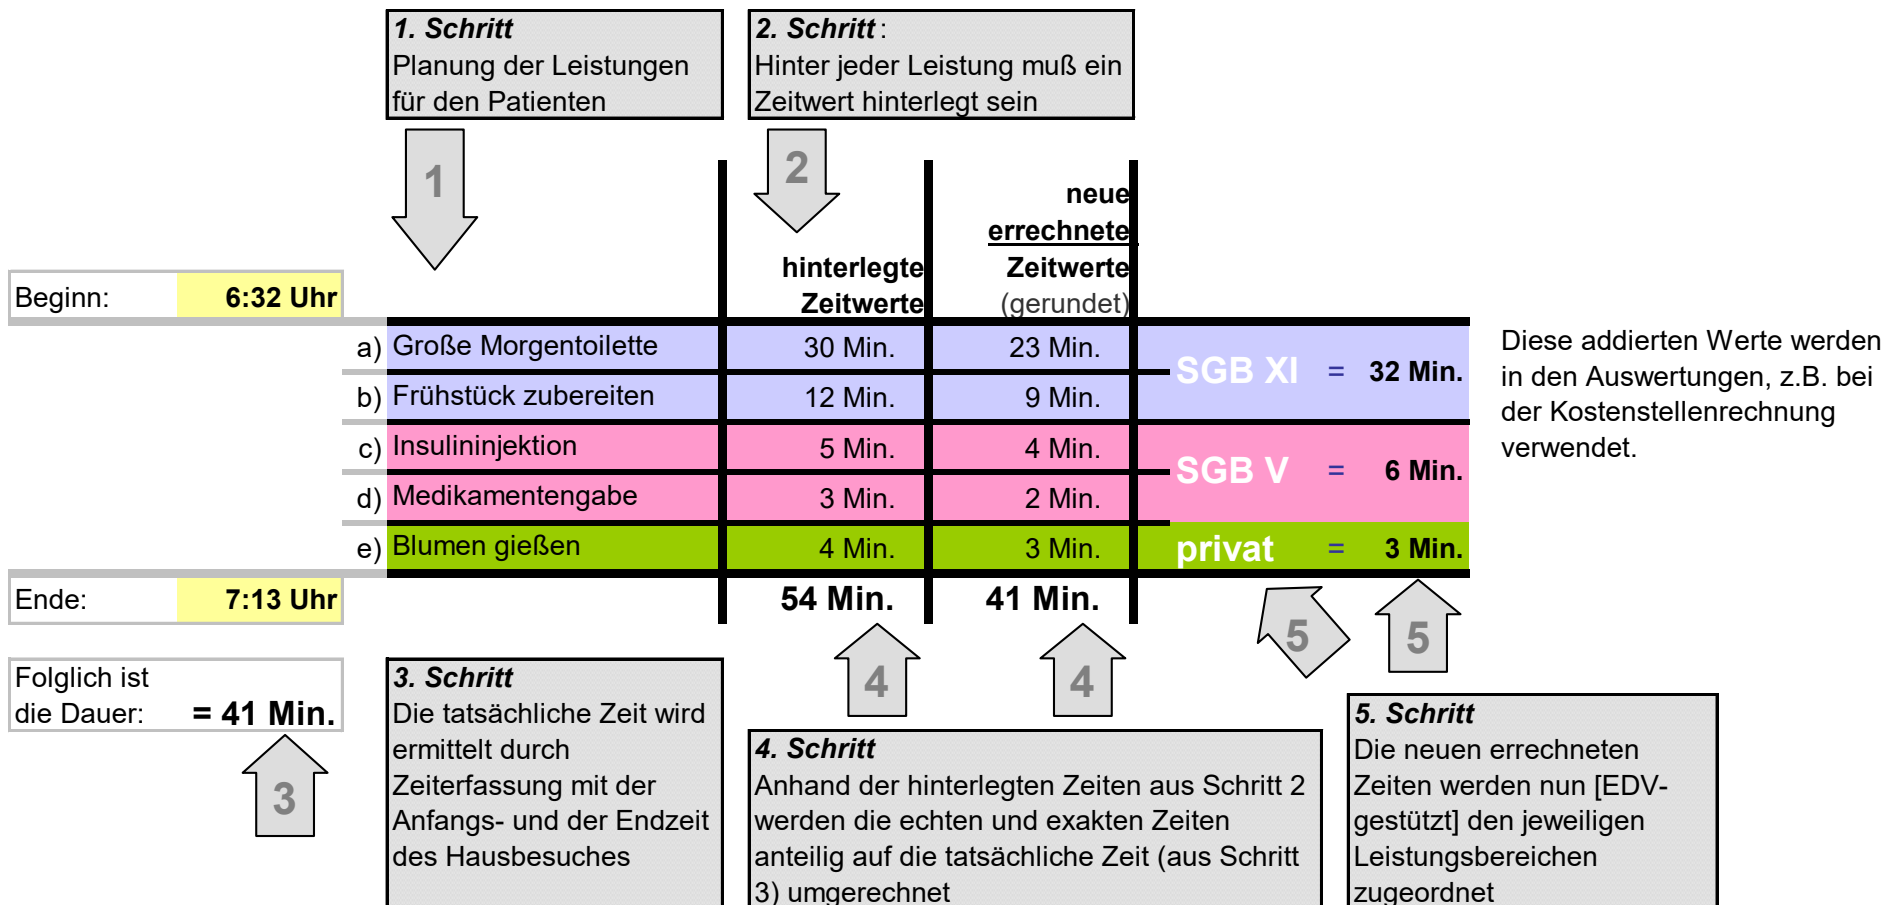 1. Schritt
Planung der Leistungen
für den Patienten
2. Schritt:
Hinter jeder Leistung muß ein
Zeitwert hinterlegt sein
1
2
hinterlegte
Zeitwerte
neue
errechnete
Zeitwerte
(gerundet)
Beginn: 6:32 Uhr
a) Große Morgentoilette 30 Min. 23 Min.
SGB XI = 32 Min.
b) Frühstück zubereiten 12 Min. 9 Min.
c) Insulininjektion 5 Min. 4 Min.
SGB V = 6 Min.
d) Medikamentengabe 3 Min. 2 Min.
e) Blumen gießen 4 Min. 3 Min. privat = 3 Min.
Diese addierten Werte werden
in den Auswertungen, z.B. bei
der Kostenstellenrechnung
verwendet.
Ende: 7:13 Uhr
54 Min. 41 Min.
Folglich ist
die Dauer: = 41 Min.
3
4
4
5
5
3. Schritt
Die tatsächliche Zeit wird
ermittelt durch
Zeiterfassung mit der
Anfangs- und der Endzeit
des Hausbesuches
4. Schritt
Anhand der hinterlegten Zeiten aus Schritt 2
werden die echten und exakten Zeiten
anteilig auf die tatsächliche Zeit (aus Schritt
3) umgerechnet
5. Schritt
Die neuen errechneten
Zeiten werden nun [EDV-
gestützt] den jeweiligen
Leistungsbereichen
zugeordnet